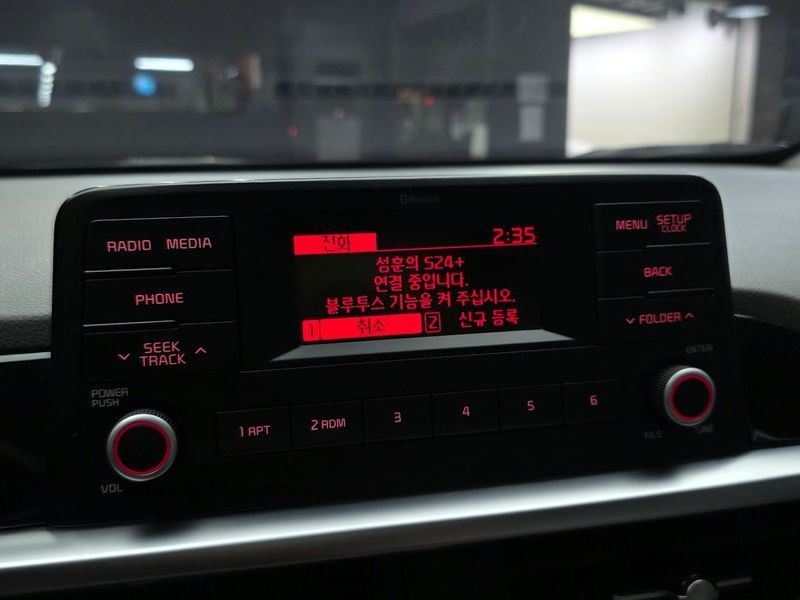 Bluetooth
RADIO MEDIA
PHONE
SEEK
TRACK
POWER
PUSH
VOL
전화 2:35
섬훈의 S24+
연결 중입니다.
블루투스 기능을 켜 주십시오.
1 취소 2 신규 등록
MENU SETUP
CLOCK
BACK
FOLDER
ENTER
FILE TUNE
1 RPT 2 RDM 3 4 5 6